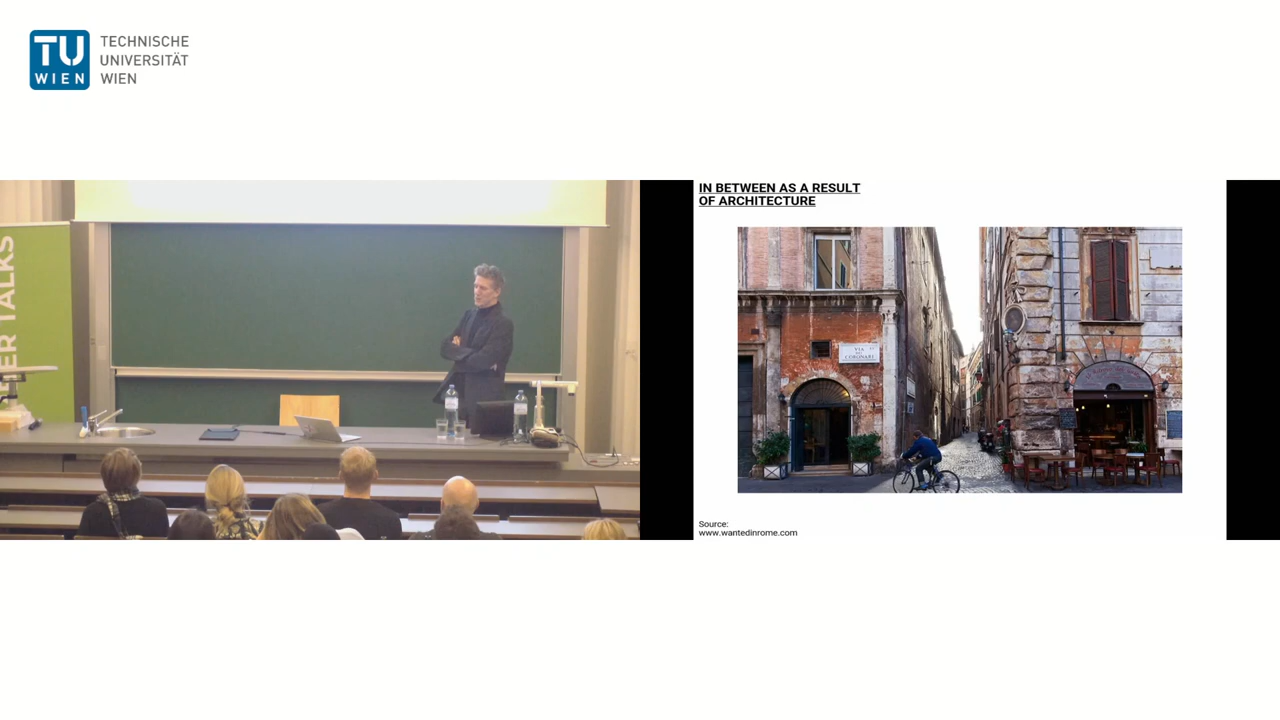 TU
WIEN
TECHNISCHE
UNIVERSITÄT
WIEN
ER TALKS
IN BETWEEN AS A RESULT
OF ARCHITECTURE
VIA
CORONARI
Source:
www.wantedinrome.com